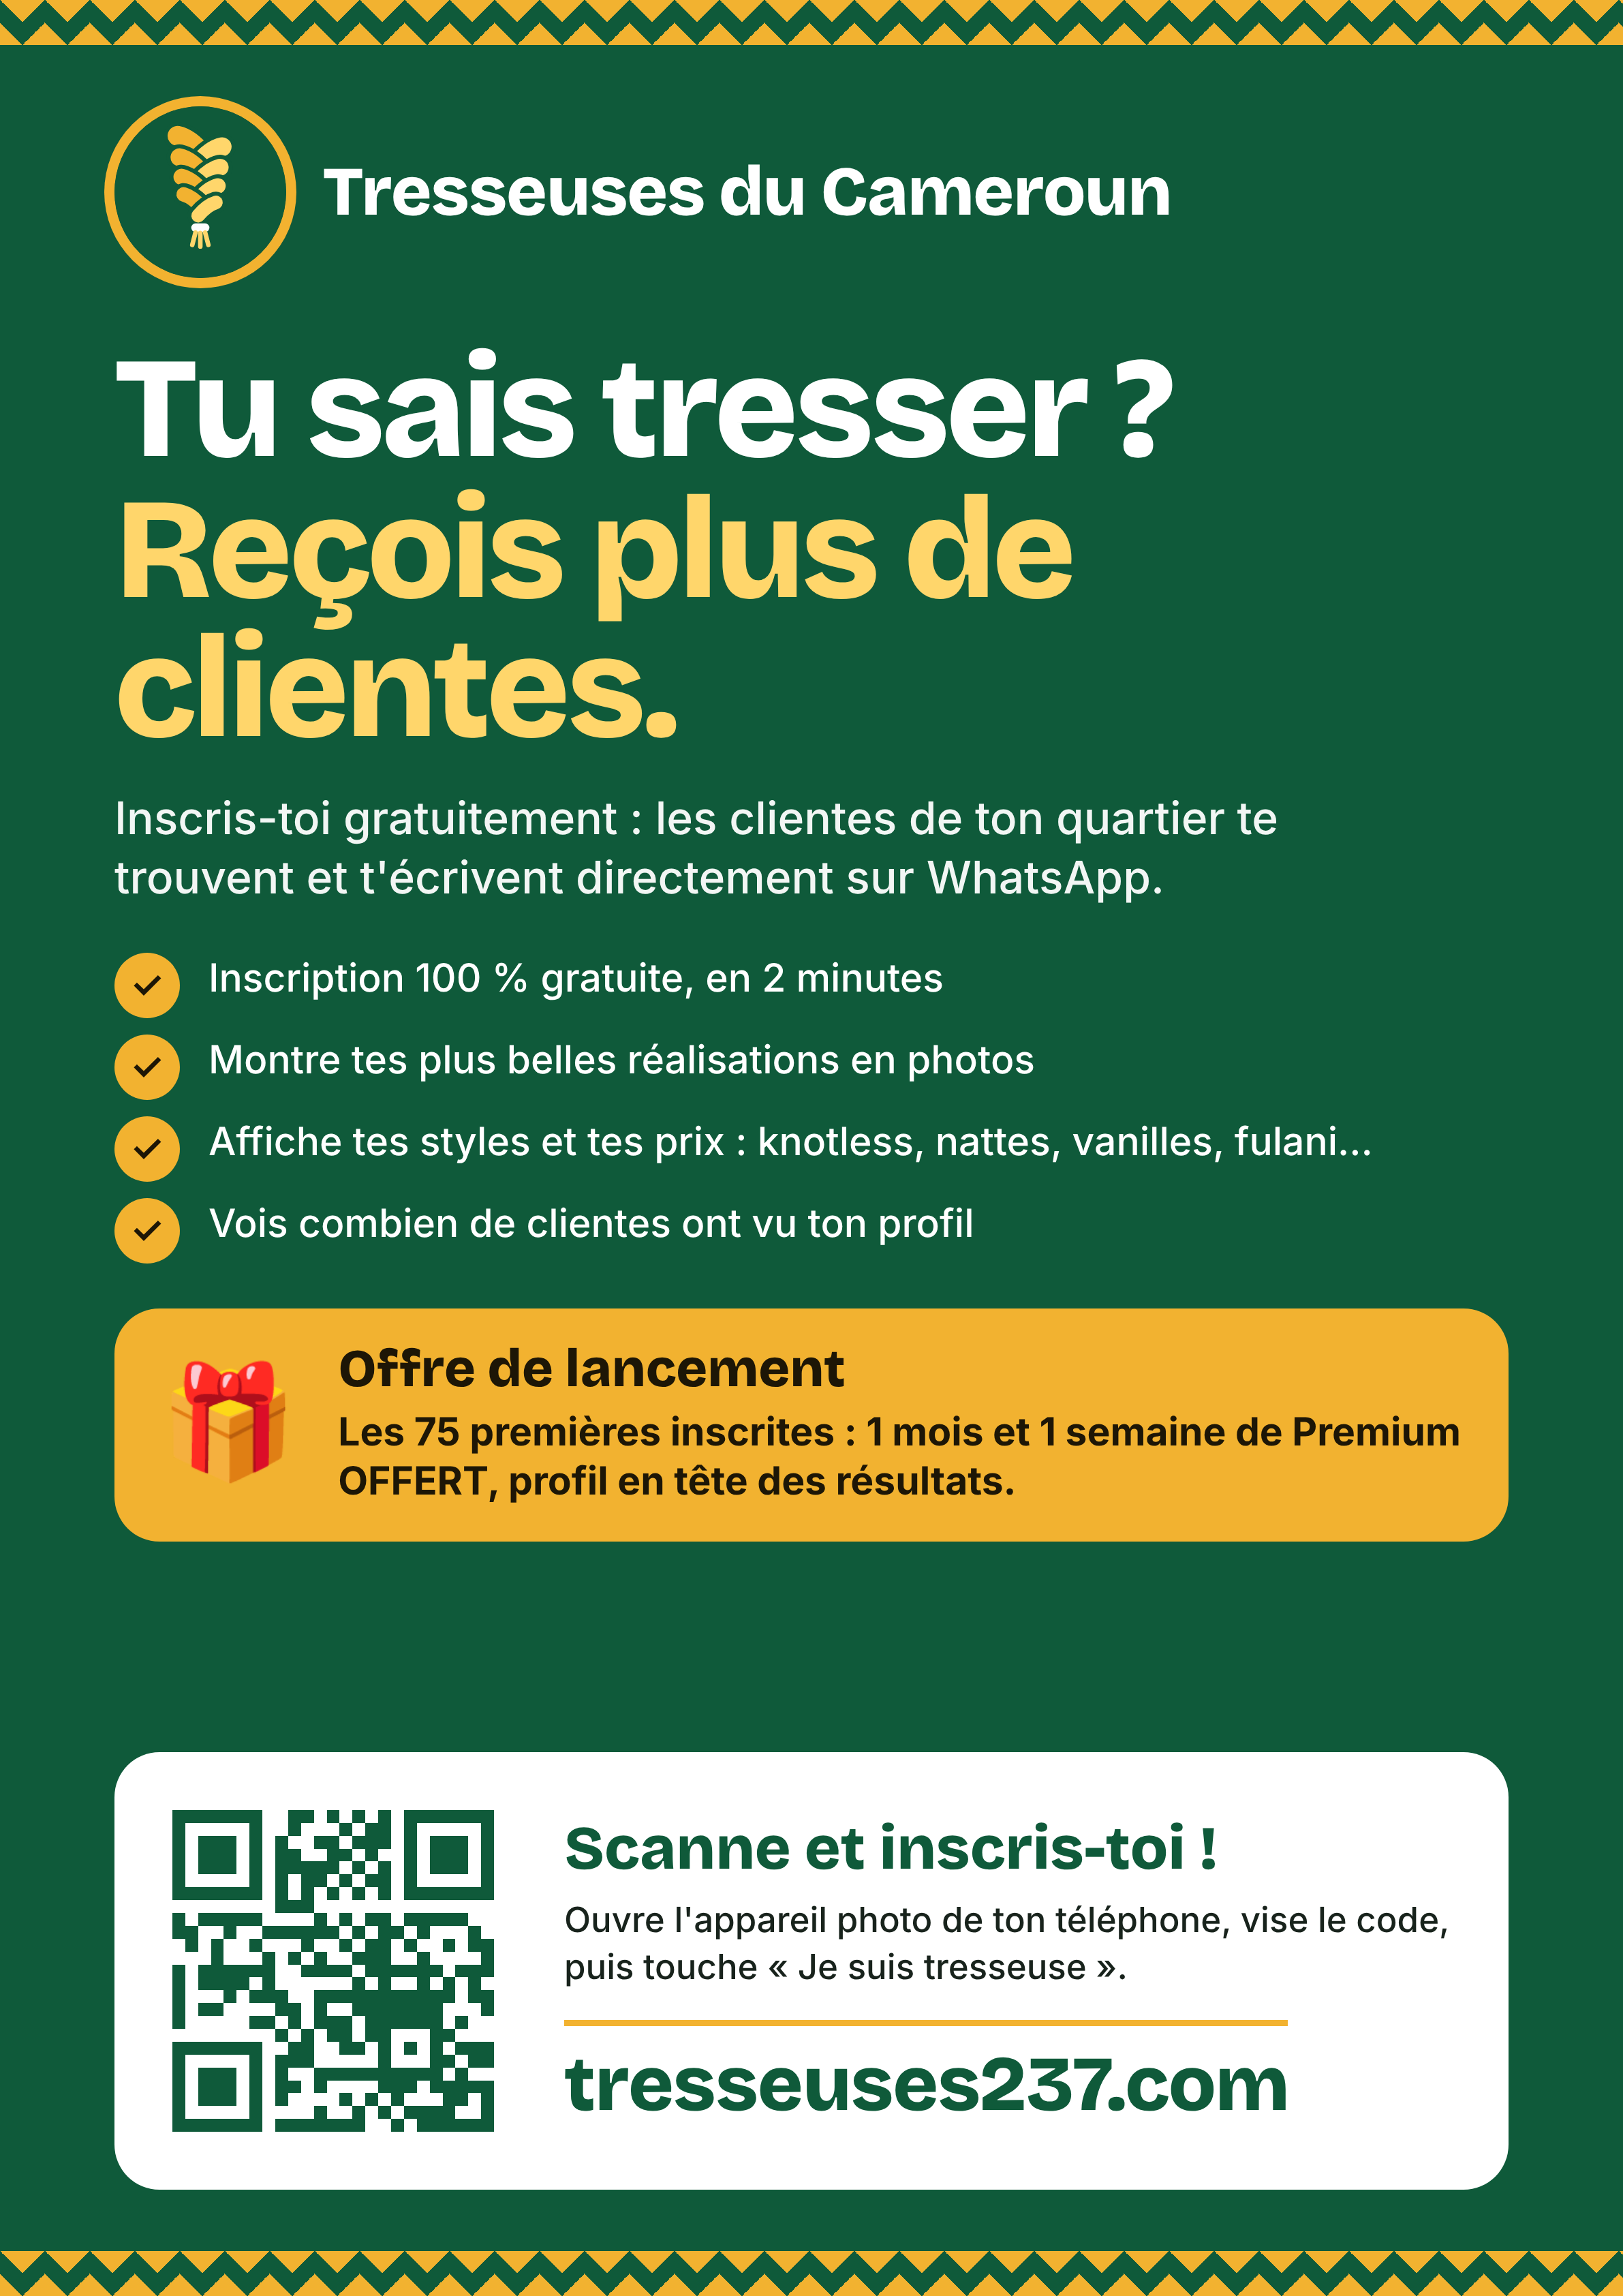 Tresseuses du Cameroun
Tu sais tresser ?
Reçois plus de
clientes.
Inscris-toi gratuitement : les clientes de ton quartier te
trouvent et t'écrivent directement sur WhatsApp.
Inscription 100 % gratuite, en 2 minutes
Montre tes plus belles réalisations en photos
Affiche tes styles et tes prix : knotless, nattes, vanilles, fulani...
Vois combien de clientes ont vu ton profil
Offre de lancement
Les 75 premières inscrites : 1 mois et 1 semaine de Premium
OFFERT, profil en tête des résultats.
Scanne et inscris-toi !
Ouvre l'appareil photo de ton téléphone, vise le code,
puis touche « Je suis tresseuse ».
tresseuses237.com